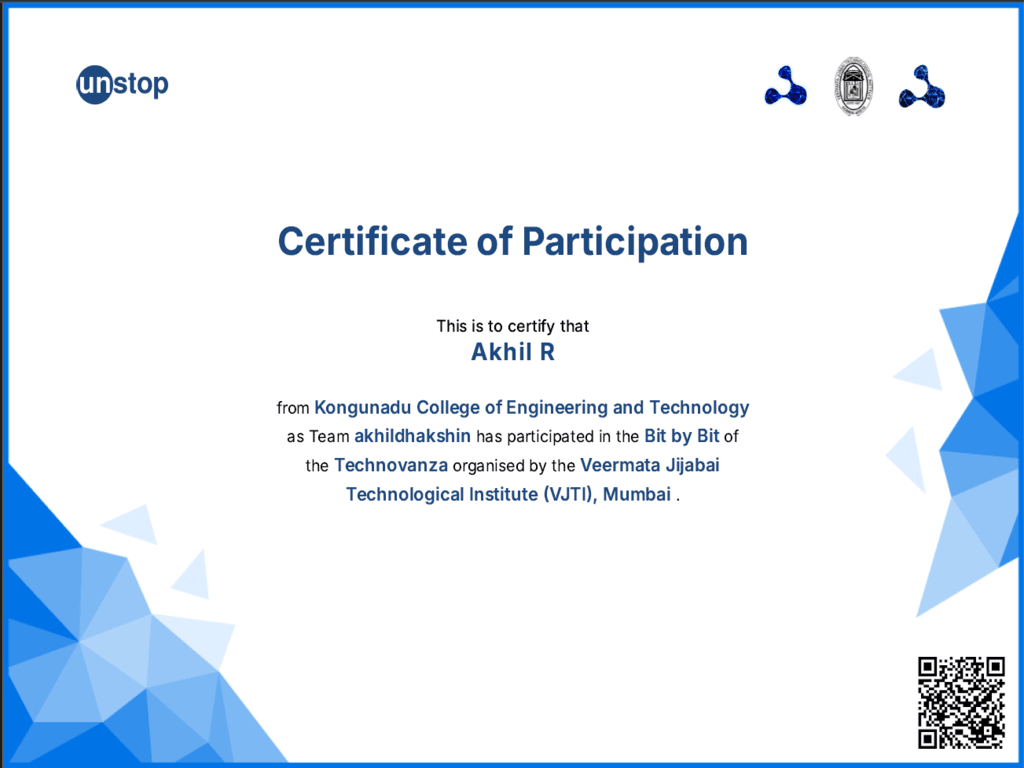 unstop
Certificate of Participation
This is to certify that
Akhil R
from Kongunadu College of Engineering and Technology
as Team akhildhakshin has participated in the Bit by Bit of
the Technovanza organised by the Veermata Jijabai
Technological Institute (VJTI), Mumbai .